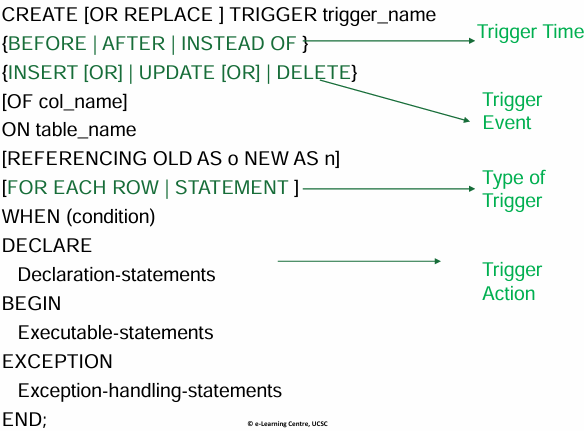 CREATE [OR REPLACE ] TRIGGER trigger_name
{BEFORE | AFTER | INSTEAD OF }
Trigger Time
{INSERT [OR] | UPDATE [OR] | DELETE}
[OF col_name]
Trigger
Event
ON table_name
[REFERENCING OLD AS o NEW AS n]
[FOR EACH ROW | STATEMENT ]
Type of
Trigger
WHEN (condition)
DECLARE
Declaration-statements
Trigger
Action
BEGIN
Executable-statements
EXCEPTION
Exception-handling-statements
END;
© e-Learning Centre, UCSC